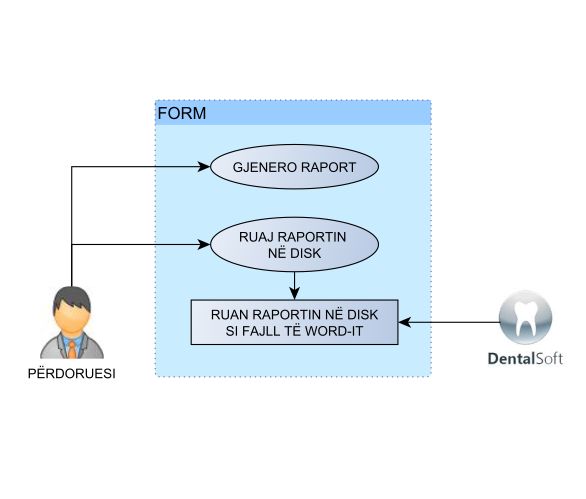 FORM
GJENERO RAPORT
RUAJ RAPORTIN
NË DISK
RUAN RAPORTIN NË DISK
SI FAJLL TË WORD-IT
PËRDORUESI
DentalSoft